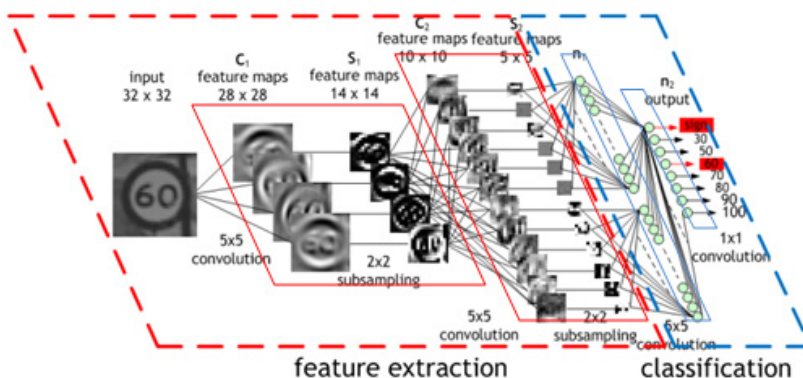 input
32 x 32
C1
feature maps
28 x 28
S1
feature maps
14 x 14
C2
feature maps
10 x 10
S2
feature maps
5 x 5
n1
n2
output
60
sign
30
50
60
70
80
90
100
5x5
convolution
2x2
subsampling
5x5
convolution
2x2
subsampling
5x5
convolution
1x1
convolution
feature extraction
classification